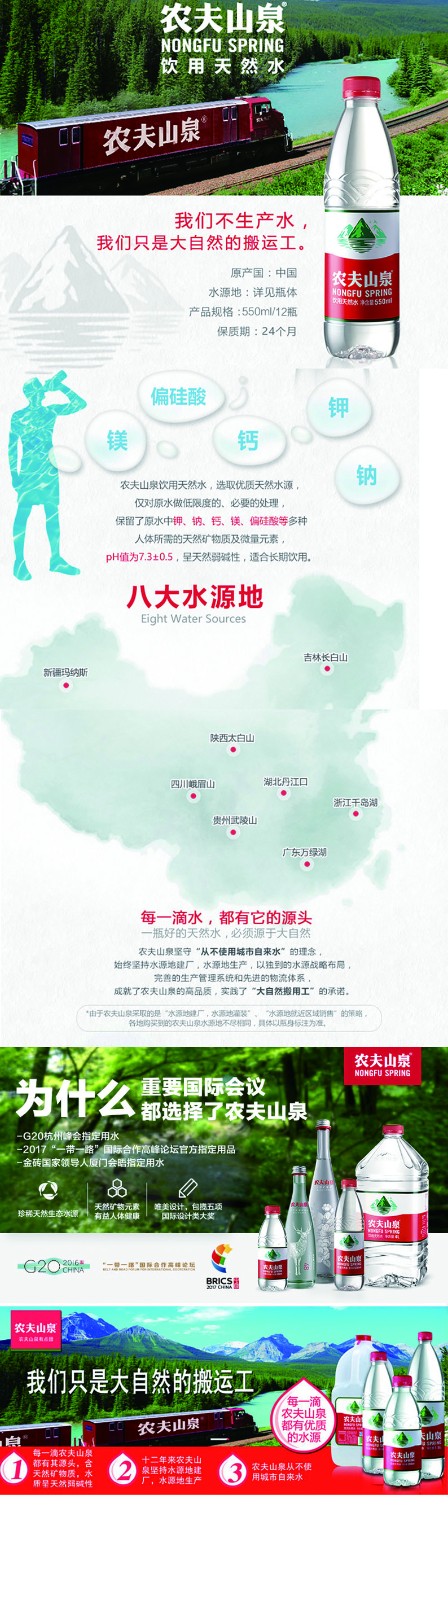 农夫山泉®
NONGFU SPRING
饮用天然水
农夫山泉®
我们不生产水，
我们只是大自然的搬运工。
原产国：中国
水源地：详见瓶体
产品规格：550ml/12瓶
保质期：24个月
农夫山泉
NONGFU SPRING
饮用天然水 净含量550ml
偏硅酸
钾
镁
钙
钠
农夫山泉饮用天然水，选取优质天然水源，
仅对原水做低限度的、必要的处理，
保留了原水中钾、钠、钙、镁、偏硅酸等多种
人体所需的天然矿物质及微量元素，
pH值为7.3±0.5，呈天然弱碱性，适合长期饮用。
八大水源地
Eight Water Sources
吉林长白山
新疆玛纳斯
陕西太白山
四川峨眉山
湖北丹江口
浙江千岛湖
贵州武陵山
广东万绿湖
每一滴水，都有它的源头
一瓶好的天然水，必须源于大自然
农夫山泉坚守“从不使用城市自来水”的理念，
始终坚持水源地建厂，水源地生产，以独到的水源战略布局，
完善的生产管理系统和先进的物流体系，
成就了农夫山泉的高品质，实践了“大自然搬用工”的承诺。
*由于农夫山泉采取的是“水源地建厂，水源地灌装”、“水源地就近区域销售”的策略，
各地购买到的农夫山泉水源地不尽相同，具体以瓶身标注为准。
农夫山泉
NONGFU SPRING
为什么
重要国际会议
都选择了农夫山泉
-G20杭州峰会指定用水
-2017“一带一路”国际合作高峰论坛官方指定用品
-金砖国家领导人厦门会晤指定用水
珍稀天然生态水源
天然矿物元素
有益人体健康
唯美设计，包揽五项
国际设计类大奖
农夫山泉
农夫山泉
农夫山泉
G20 2016
CHINA
“一带一路”国际合作高峰论坛
BRICS
2017 CHINA
农夫山泉
我们只是大自然的搬运工
农夫山泉
每一滴
农夫山泉
都有优质
的水源
农夫山泉
农夫山泉
农夫山泉
1
每一滴农夫山泉
都有其源头，含
天然矿物质，水
质呈天然弱碱性
2
十二年来农夫山
泉坚持水源地建
厂，水源地生产
3
农夫山泉从不使
用城市自来水